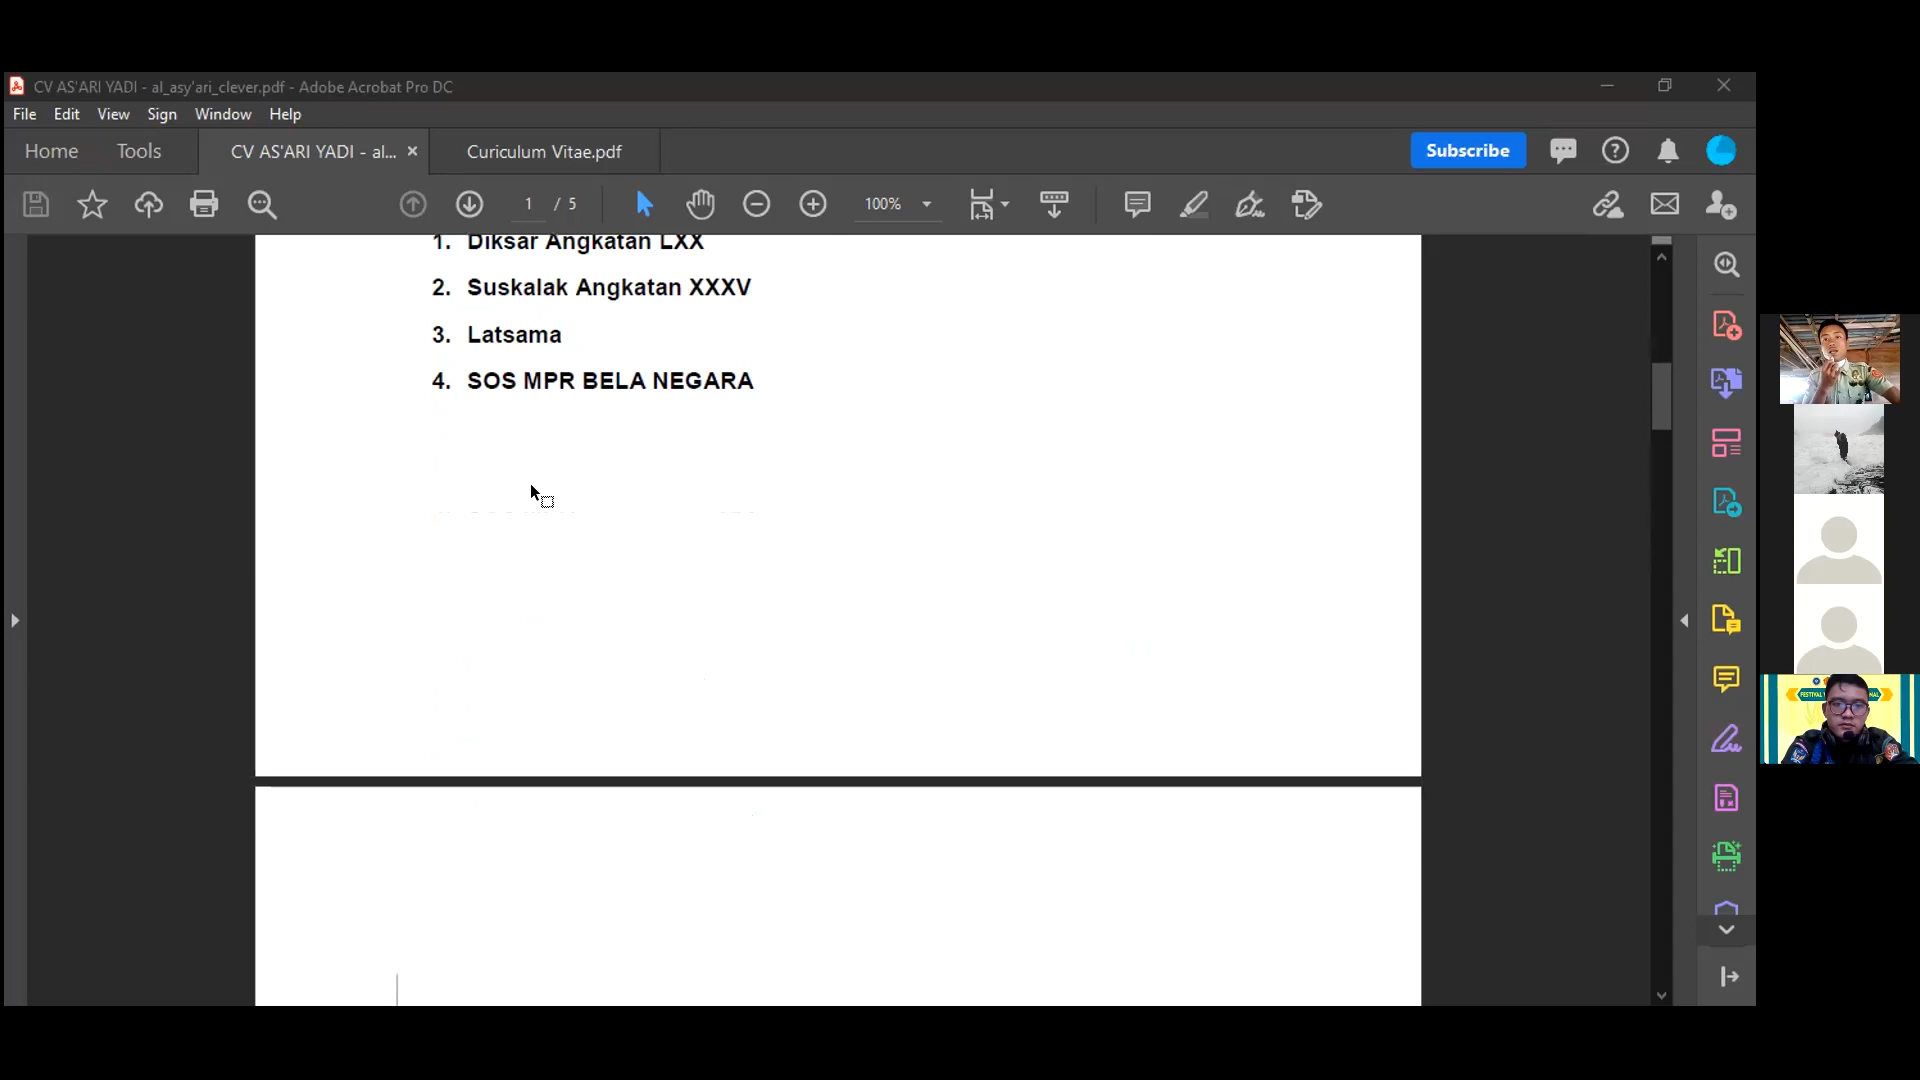 CV AS'ARI YADI - al_asy'ari_clever.pdf - Adobe Acrobat Pro DC
File Edit View Sign Window Help
Home Tools CV AS'ARI YADI - al... Curiculum Vitae.pdf Subscribe
1 / 5 100%
1. Diksar Angkatan LXX
2. Suskalak Angkatan XXXV
3. Latsama
4. SOS MPR BELA NEGARA
FESTIVAL